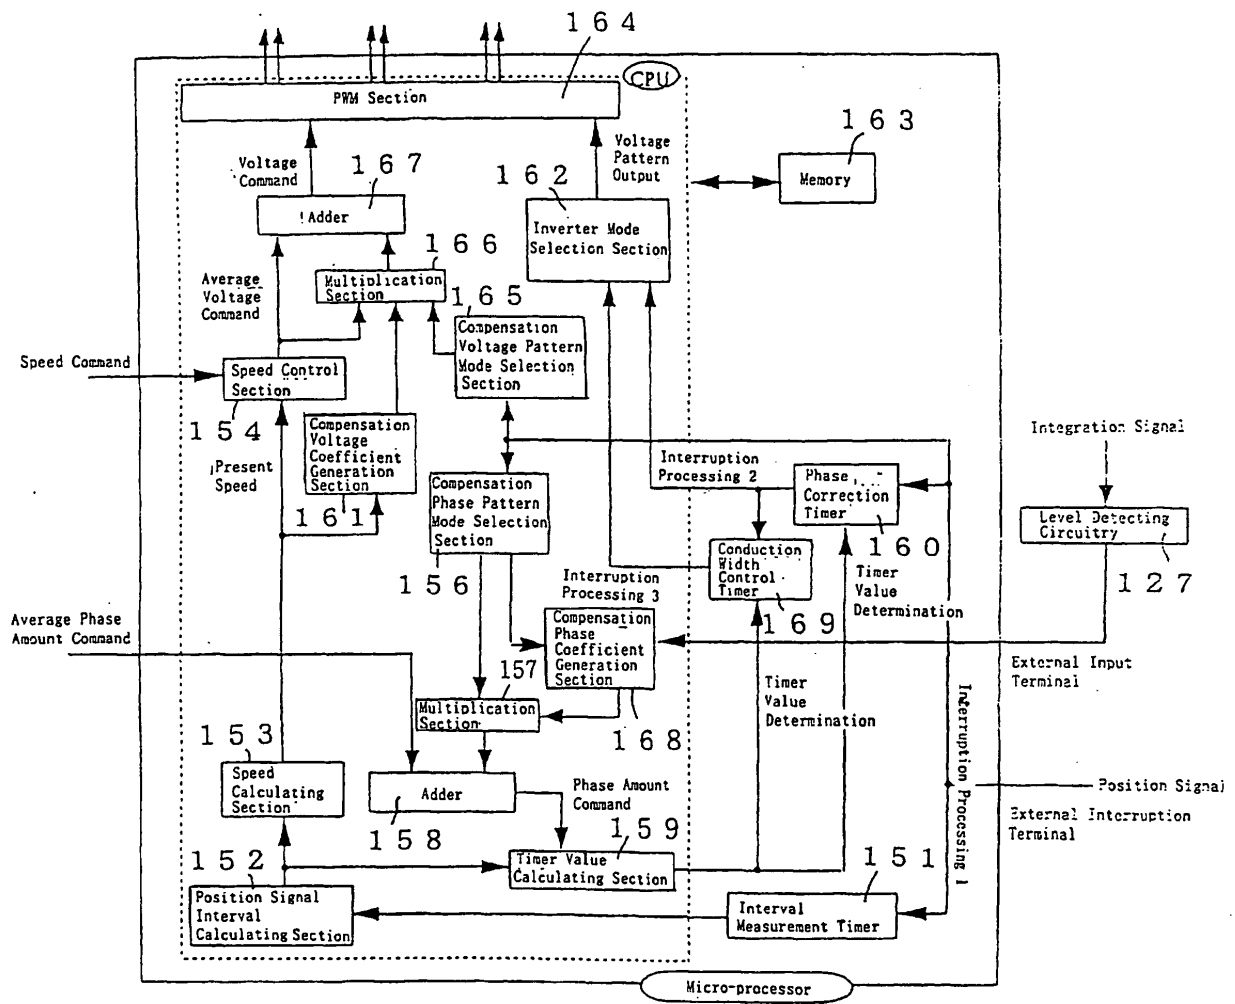 164
CPU
PWM Section
Voltage
Command
167
Voltage
Pattern
Output
163
Memory
162
!Adder
Inverter Mode
Selection Section
166
Average
Voltage
Command
Multiplication
Section
165
Compensation
Voltage Pattern
Mode Selection
Section
Speed Command
Speed Control
Section
154
Present
Speed
Compensation
Voltage
Coefficient
Generation
Section
161
Integration Signal
Interruption
Processing 2
Phase
Correction
Timer
160
Compensation
Phase Pattern
Mode Selection
Section
156
Level Detecting
Circuitry
127
Conduction
Width
Control
Timer
169
Timer
Value
Determination
Interruption
Processing 3
Average Phase
Amount Command
Compensation
Phase
Coefficient
Generation
Section
168
External Input
Terminal
Timer
Value
Determination
157
Multiplication
Section
Interruption Processing 1
153
Speed
Calculating
Section
Adder
158
Phase Amount
Command
Position Signal
External Interruption
Terminal
159
Timer Value
Calculating Section
152
Position Signal
Interval
Calculating Section
151
Interval
Measurement Timer
Micro-processor